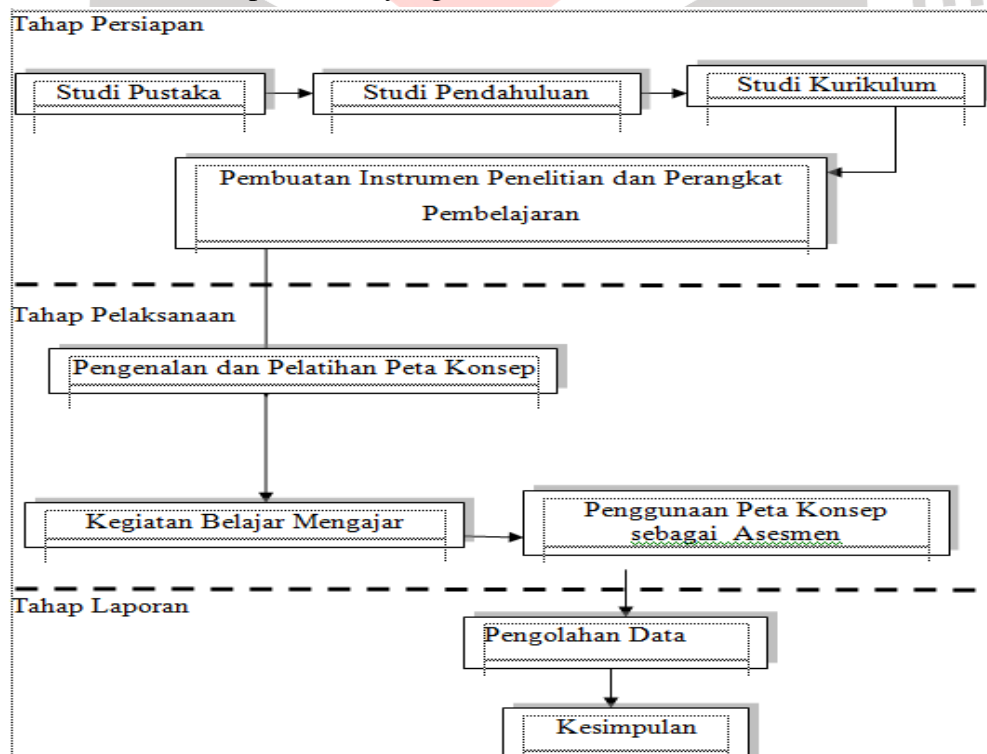 Tahap Persiapan
Studi Pustaka
Studi Pendahuluan
Studi Kurikulum
Pembuatan Instrumen Penelitian dan Perangkat
Pembelajaran
Tahap Pelaksanaan
Pengenalan dan Pelatihan Peta Konsep
Kegiatan Belajar Mengajar
Penggunaan Peta Konsep
sebagai Asesmen
Tahap Laporan
Pengolahan Data
Kesimpulan